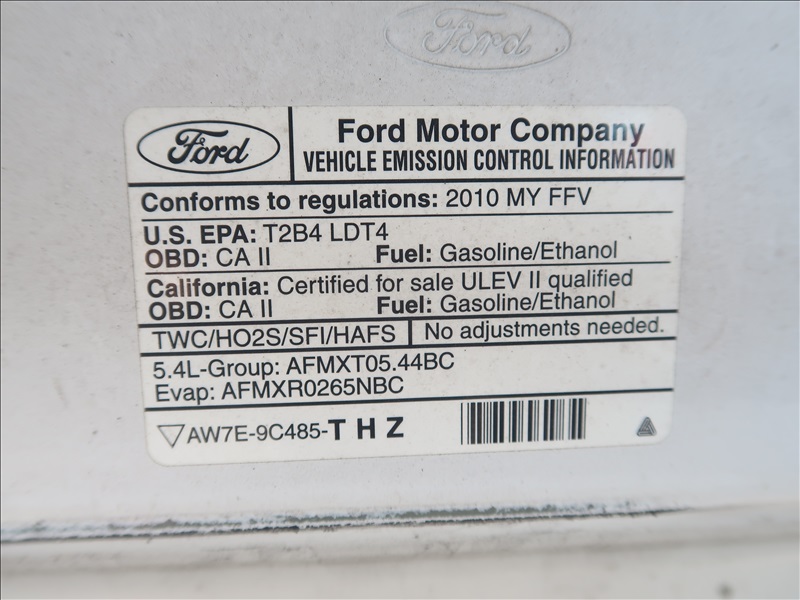 Ford
Ford
Ford Motor Company
VEHICLE EMISSION CONTROL INFORMATION
Conforms to regulations: 2010 MY FFV
U.S. EPA: T2B4 LDT4
OBD: CA II Fuel: Gasoline/Ethanol
California: Certified for sale ULEV II qualified
OBD: CA II Fuel: Gasoline/Ethanol
TWC/HO2S/SFI/HAFS No adjustments needed.
5.4L-Group: AFMXT05.44BC
Evap: AFMXR0265NBC
AW7E-9C485-T H Z